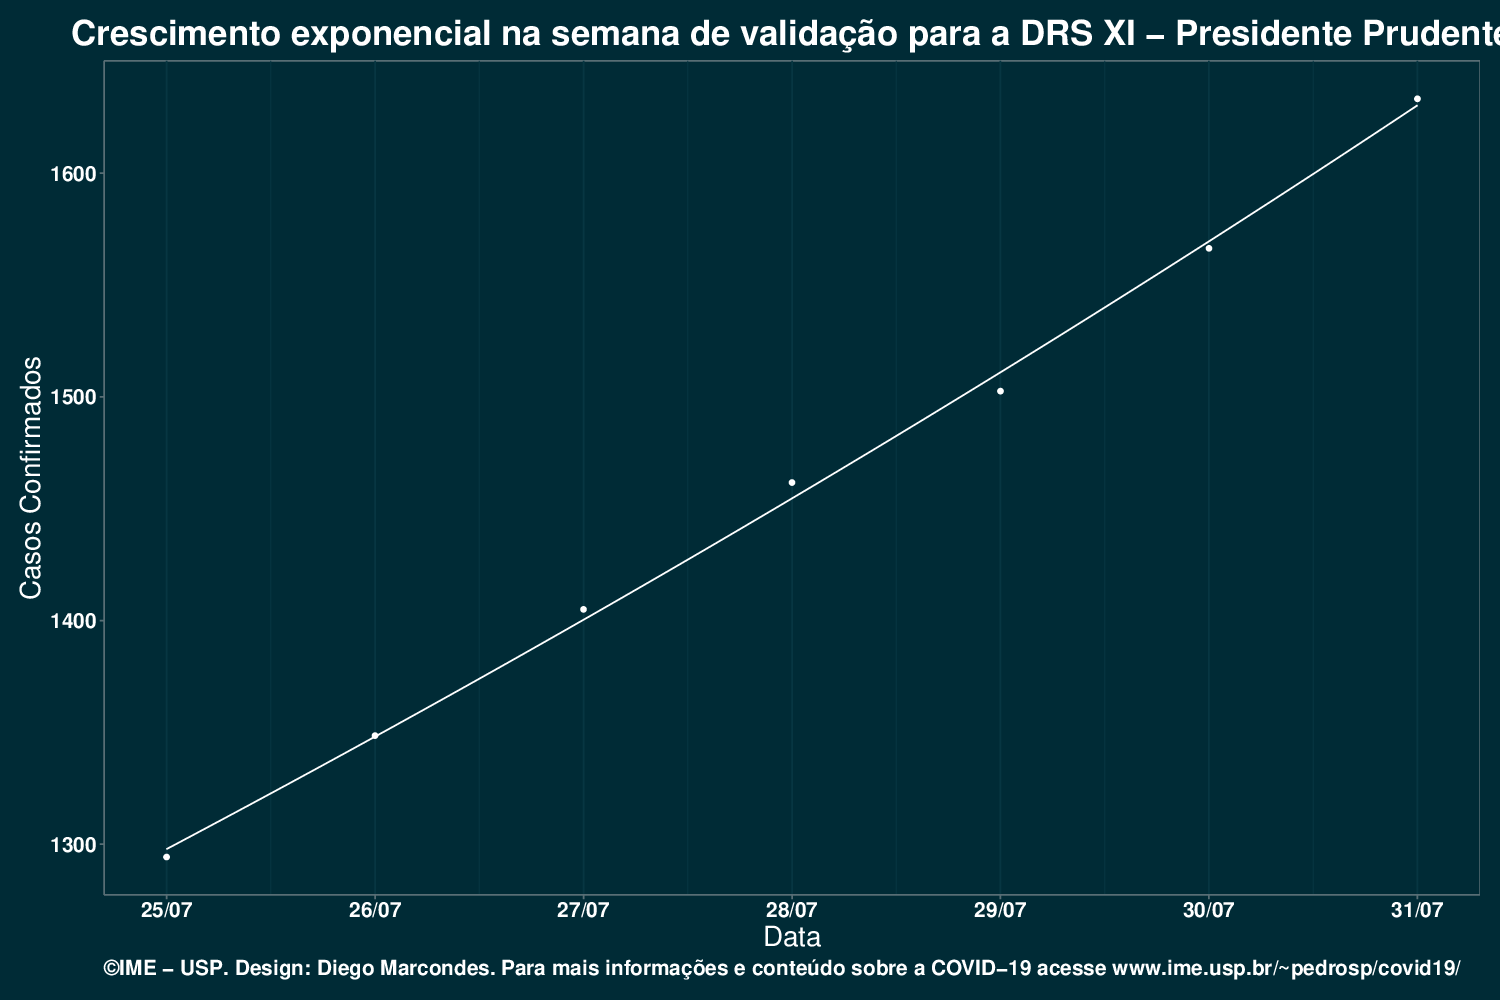 Crescimento exponencial na semana de validação para a DRS XI – Presidente Prudente
1600
1500
1400
1300
Casos Confirmados
25/07 26/07 27/07 28/07 29/07 30/07 31/07
Data
©IME – USP. Design: Diego Marcondes. Para mais informações e conteúdo sobre a COVID–19 acesse www.ime.usp.br/~pedrosp/covid19/